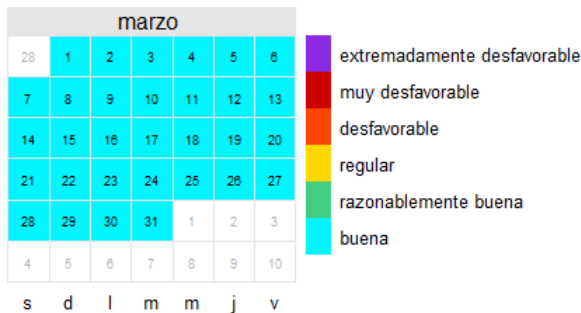 marzo
28 1 2 3 4 5 6
7 8 9 10 11 12 13
14 15 16 17 18 19 20
21 22 23 24 25 26 27
28 29 30 31 1 2 3
4 5 6 7 8 9 10
s d l m m j v
extremadamente desfavorable
muy desfavorable
desfavorable
regular
razonablemente buena
buena